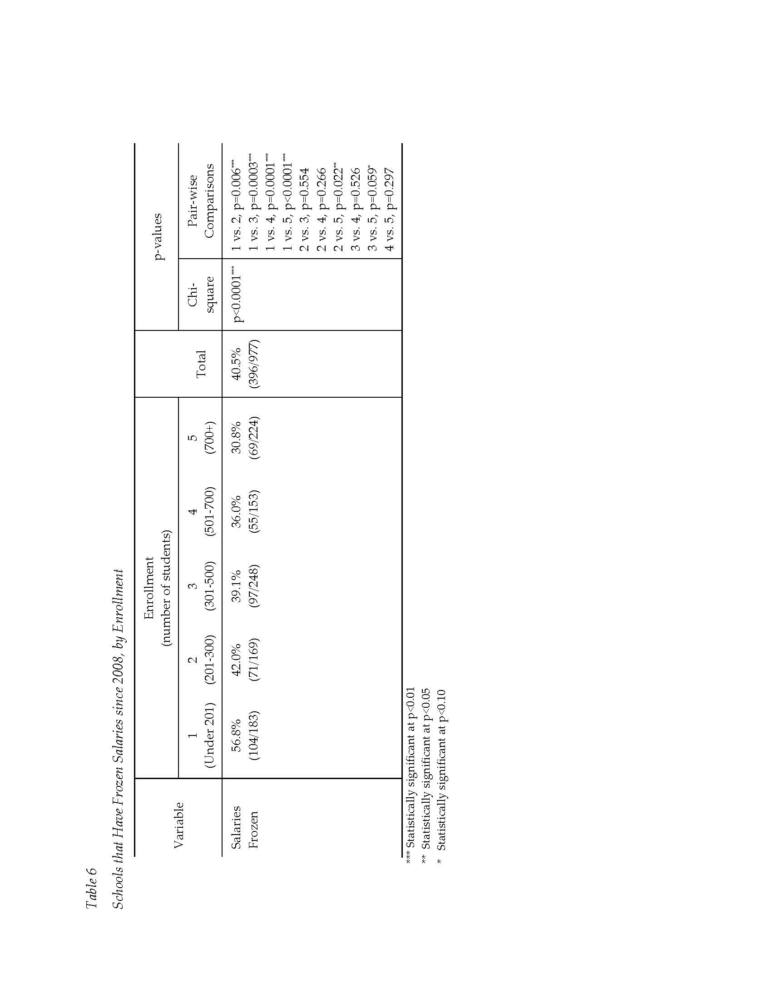 Table 6
Schools that Have Frozen Salaries since 2008, by Enrollment
Variable
Enrollment
(number of students)
Total
p-values
1
(Under 201)
2
(201-300)
3
(301-500)
4
(501-700)
5
(700+)
Chi-
square
Pair-wise
Comparisons
Salaries
Frozen
56.8%
(104/183)
42.0%
(71/169)
39.1%
(97/248)
36.0%
(55/153)
30.8%
(69/224)
40.5%
(396/977)
p<0.0001***
1 vs. 2, p=0.006***
1 vs. 3, p=0.0003***
1 vs. 4, p=0.0001***
1 vs. 5, p<0.0001***
2 vs. 3, p=0.554
2 vs. 4, p=0.266
2 vs. 5, p=0.022**
3 vs. 4, p=0.526
3 vs. 5, p=0.059*
4 vs. 5, p=0.297
*** Statistically significant at p<0.01
** Statistically significant at p<0.05
* Statistically significant at p<0.10